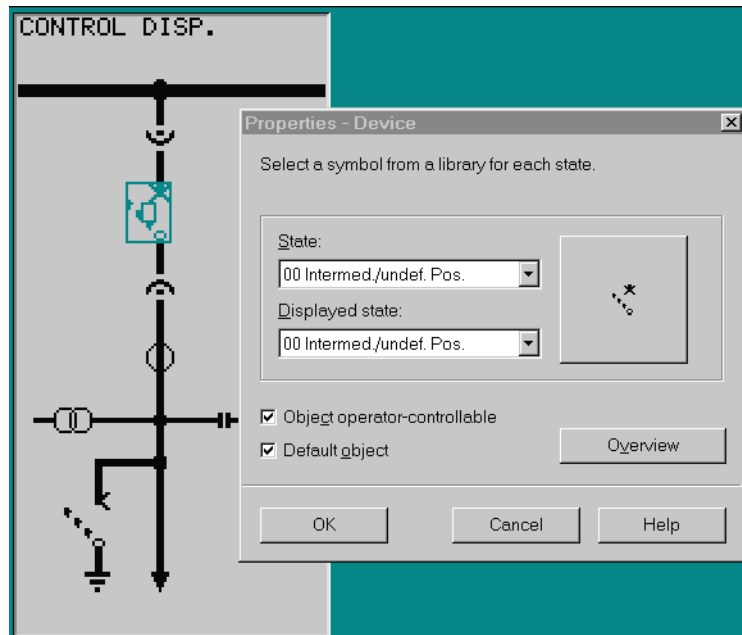 CONTROL DISP.
Properties - Device
Select a symbol from a library for each state.
State:
00 Intermed./undef. Pos.
Displayed state:
00 Intermed./undef. Pos.
Object operator-controllable
Default object
Overview
OK
Cancel
Help